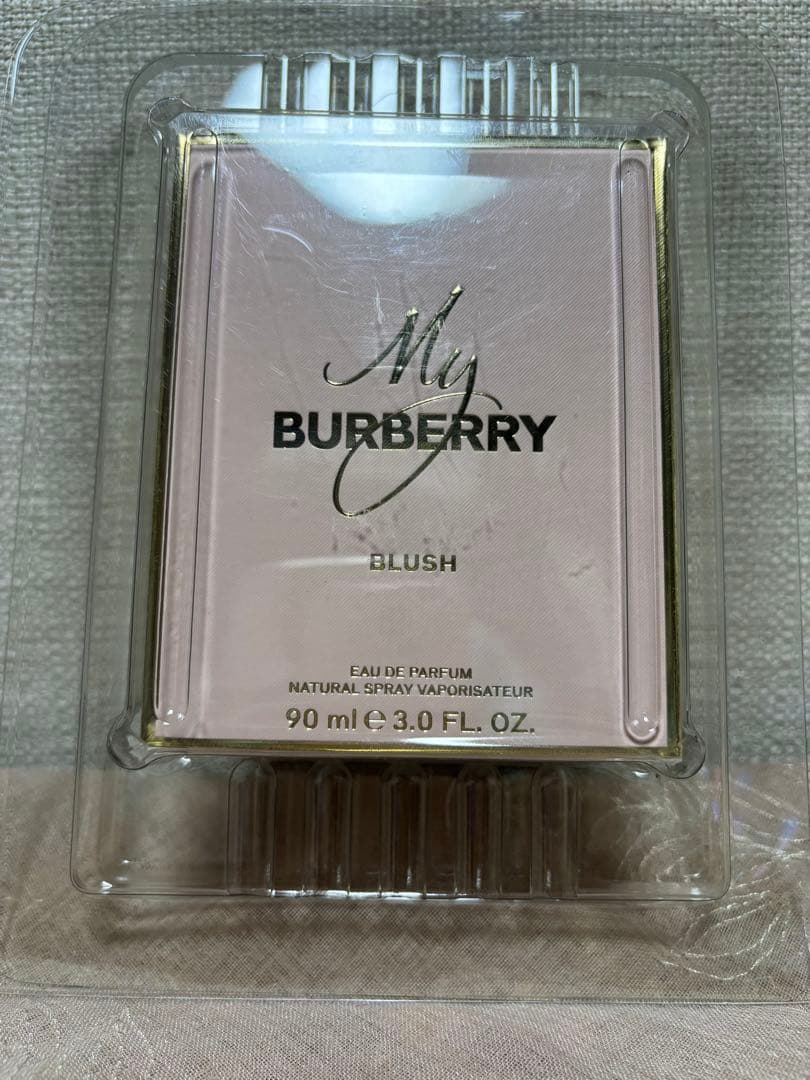 My
BURBERRY
BLUSH
EAU DE PARFUM
NATURAL SPRAY VAPORISATEUR
90 ml ℮ 3.0 FL. OZ.